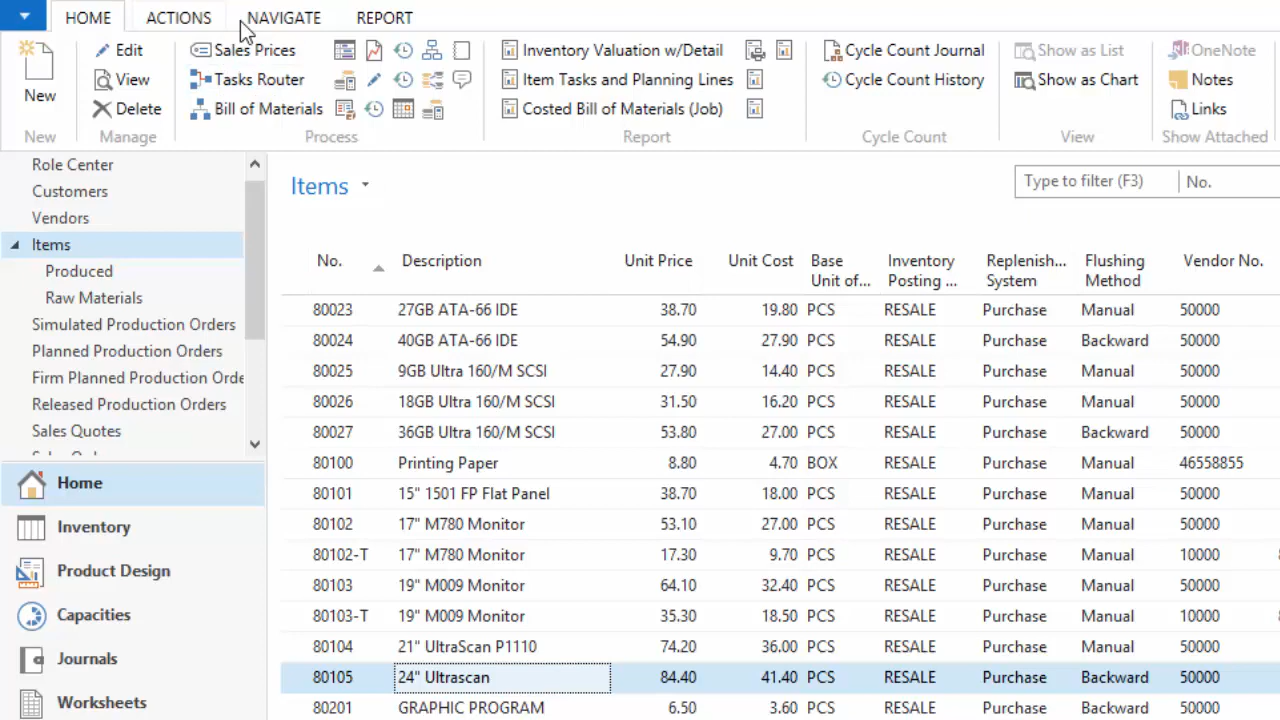 HOME ACTIONS NAVIGATE REPORT
New
Edit
View
Delete
Sales Prices
Tasks Router
Bill of Materials
Inventory Valuation w/Detail
Item Tasks and Planning Lines
Costed Bill of Materials (Job)
Cycle Count Journal
Cycle Count History
Show as List
Show as Chart
OneNote
Notes
Links
New Manage Process Report Cycle Count View Show Attached
Role Center
Customers
Vendors
Items
Produced
Raw Materials
Simulated Production Orders
Planned Production Orders
Firm Planned Production Orde
Released Production Orders
Sales Quotes
Home
Inventory
Product Design
Capacities
Journals
Worksheets
Items
Type to filter (F3) No.
No. Description Unit Price Unit Cost Base Unit of... Inventory Posting ... Replenish... System Flushing Method Vendor No.
80023 27GB ATA-66 IDE 38.70 19.80 PCS RESALE Purchase Manual 50000
80024 40GB ATA-66 IDE 54.90 27.90 PCS RESALE Purchase Backward 50000
80025 9GB Ultra 160/M SCSI 27.90 14.40 PCS RESALE Purchase Manual 50000
80026 18GB Ultra 160/M SCSI 31.50 16.20 PCS RESALE Purchase Manual 50000
80027 36GB Ultra 160/M SCSI 53.80 27.00 PCS RESALE Purchase Backward 50000
80100 Printing Paper 8.80 4.70 BOX RESALE Purchase Manual 46558855
80101 15" 1501 FP Flat Panel 38.70 18.00 PCS RESALE Purchase Manual 50000
80102 17" M780 Monitor 53.10 27.00 PCS RESALE Purchase Manual 50000
80102-T 17" M780 Monitor 17.30 9.70 PCS RESALE Purchase Manual 10000
80103 19" M009 Monitor 64.10 32.40 PCS RESALE Purchase Manual 50000
80103-T 19" M009 Monitor 35.30 18.50 PCS RESALE Purchase Manual 10000
80104 21" UltraScan P1110 74.20 36.00 PCS RESALE Purchase Manual 50000
80105 24" Ultrascan 84.40 41.40 PCS RESALE Purchase Backward 50000
80201 GRAPHIC PROGRAM 6.50 3.60 PCS RESALE Purchase Backward 50000